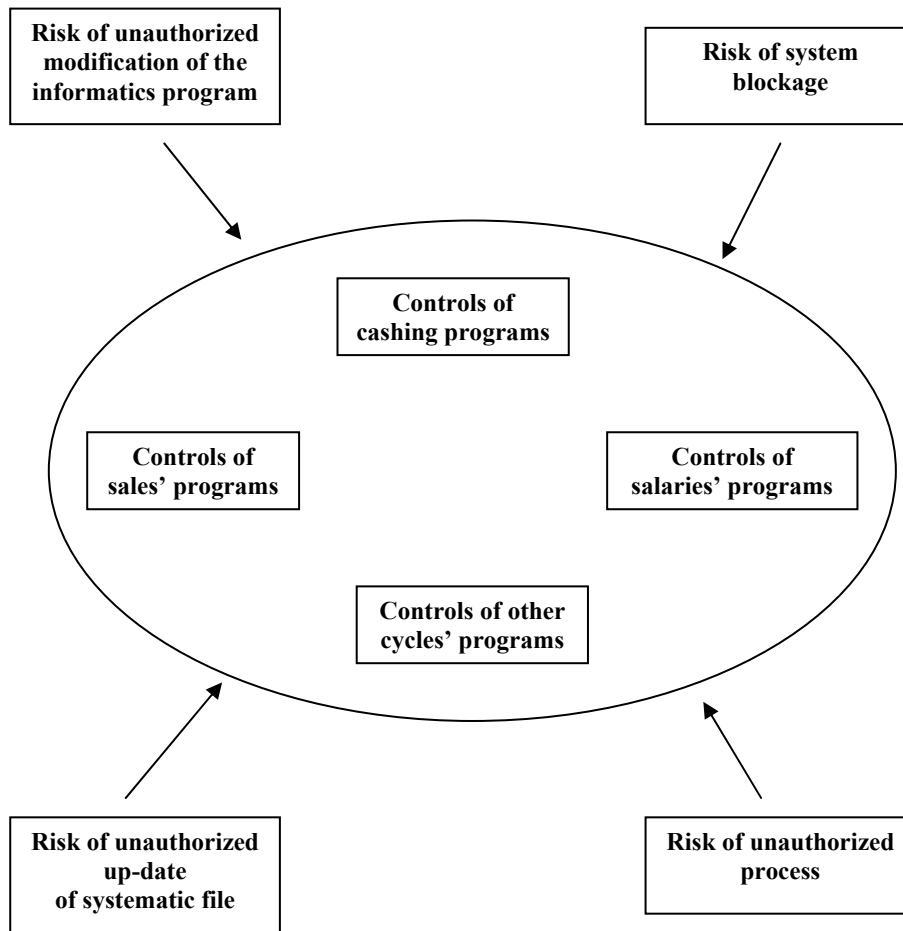 Risk of unauthorized
modification of the
informatics program
Risk of system
blockage
Controls of
cashing programs
Controls of
sales’ programs
Controls of
salaries’ programs
Controls of other
cycles’ programs
Risk of unauthorized
up-date
of systematic file
Risk of unauthorized
process